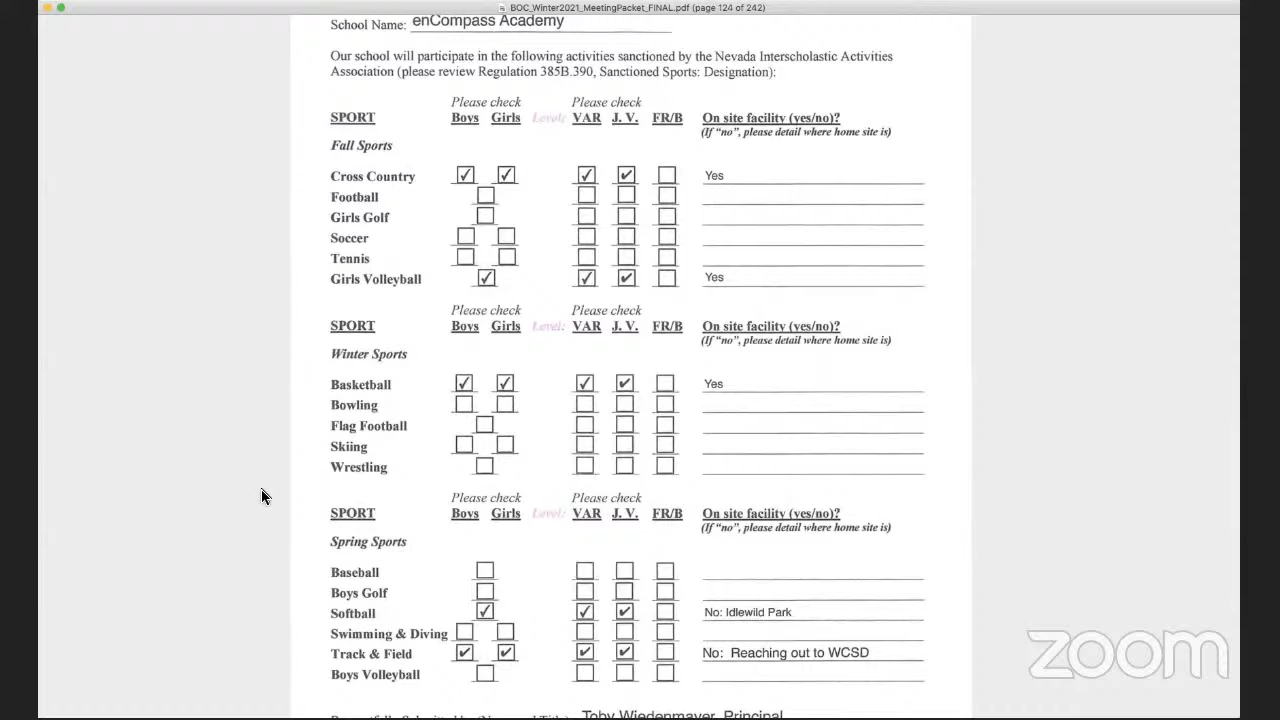 BOC_Winter2021_MeetingPacket_FINAL.pdf (page 124 of 242)
School Name: enCompass Academy
Our school will participate in the following activities sanctioned by the Nevada Interscholastic Activities
Association (please review Regulation 385B.390, Sanctioned Sports: Designation):
Please check Please check
SPORT Boys Girls Level: VAR J. V. FR/B On site facility (yes/no)?
(If “no”, please detail where home site is)
Fall Sports
Cross Country ✓ ✓ ✓ ✓ Yes
Football
Girls Golf
Soccer
Tennis
Girls Volleyball ✓ ✓ ✓ Yes
Please check Please check
SPORT Boys Girls Level: VAR J. V. FR/B On site facility (yes/no)?
(If “no”, please detail where home site is)
Winter Sports
Basketball ✓ ✓ ✓ ✓ Yes
Bowling
Flag Football
Skiing
Wrestling
Please check Please check
SPORT Boys Girls Level: VAR J. V. FR/B On site facility (yes/no)?
(If “no”, please detail where home site is)
Spring Sports
Baseball
Boys Golf
Softball ✓ ✓ ✓ No: Idlewild Park
Swimming & Diving
Track & Field ✓ ✓ ✓ ✓ No: Reaching out to WCSD
Boys Volleyball
Toby Wiedenmayer, Principal
zoom